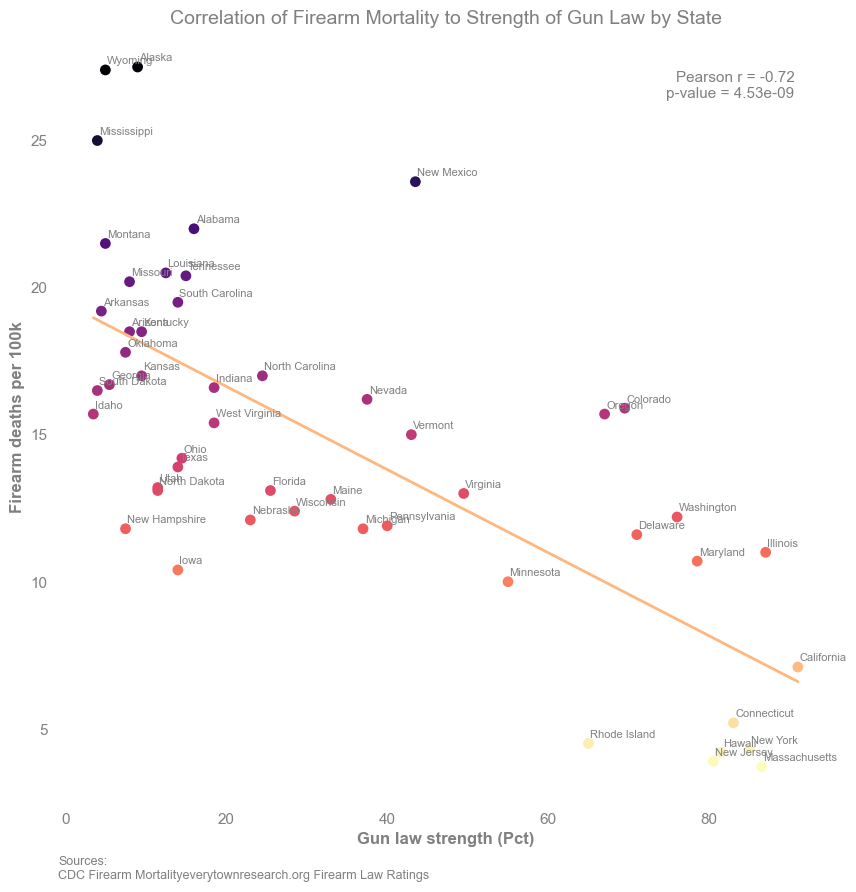 Correlation of Firearm Mortality to Strength of Gun Law by State
Pearson r = -0.72
p-value = 4.53e-09
Wyoming
Alaska
Mississippi
New Mexico
Alabama
Montana
Louisiana
Tennessee
Missouri
South Carolina
Arkansas
Arizona
Kentucky
Oklahoma
Kansas
Georgia
South Dakota
Indiana
North Carolina
Idaho
Nevada
Colorado
Oregon
West Virginia
Vermont
Ohio
Texas
Utah
North Dakota
Florida
Maine
Virginia
Wisconsin
Nebraska
New Hampshire
Michigan
Pennsylvania
Washington
Delaware
Illinois
Maryland
Iowa
Minnesota
California
Connecticut
Rhode Island
New York
Hawaii
New Jersey
Massachusetts
25
20
15
10
5
Firearm deaths per 100k
0
20
40
60
80
Gun law strength (Pct)
Sources:
CDC Firearm Mortalityeverytownresearch.org Firearm Law Ratings